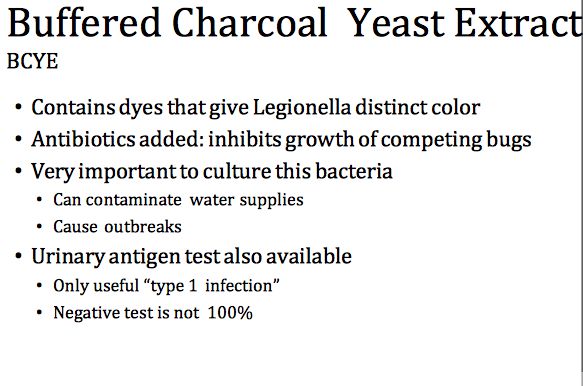 Buffered Charcoal Yeast Extract
BCYE
• Contains dyes that give Legionella distinct color
• Antibiotics added: inhibits growth of competing bugs
• Very important to culture this bacteria
• Can contaminate water supplies
• Cause outbreaks
• Urinary antigen test also available
• Only useful “type 1 infection”
• Negative test is not 100%